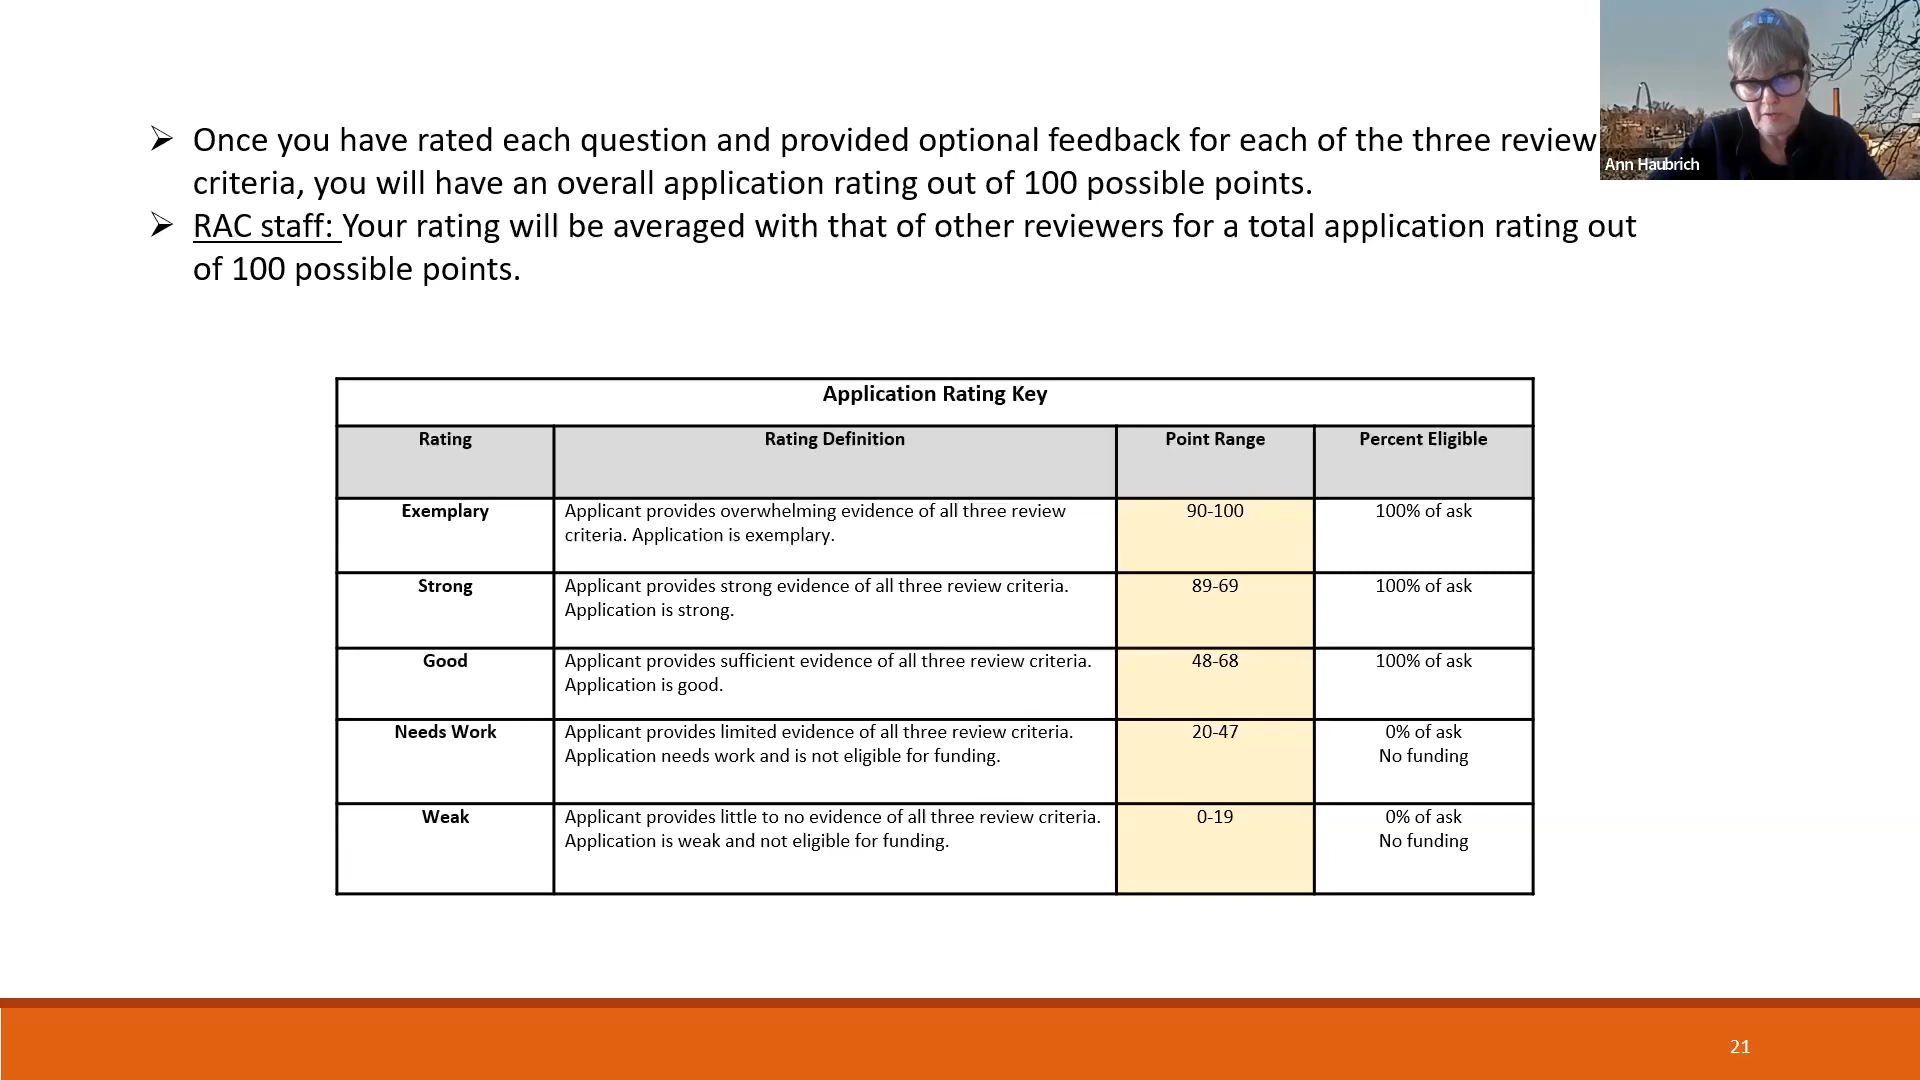 ➢ Once you have rated each question and provided optional feedback for each of the three review
criteria, you will have an overall application rating out of 100 possible points.
➢ RAC staff: Your rating will be averaged with that of other reviewers for a total application rating out
of 100 possible points.
Ann Haubrich
Application Rating Key
Rating Rating Definition Point Range Percent Eligible
Exemplary Applicant provides overwhelming evidence of all three review 90-100 100% of ask
criteria. Application is exemplary.
Strong Applicant provides strong evidence of all three review criteria. 89-69 100% of ask
Application is strong.
Good Applicant provides sufficient evidence of all three review criteria. 48-68 100% of ask
Application is good.
Needs Work Applicant provides limited evidence of all three review criteria. 20-47 0% of ask
Application needs work and is not eligible for funding. No funding
Weak Applicant provides little to no evidence of all three review criteria. 0-19 0% of ask
Application is weak and not eligible for funding. No funding
21